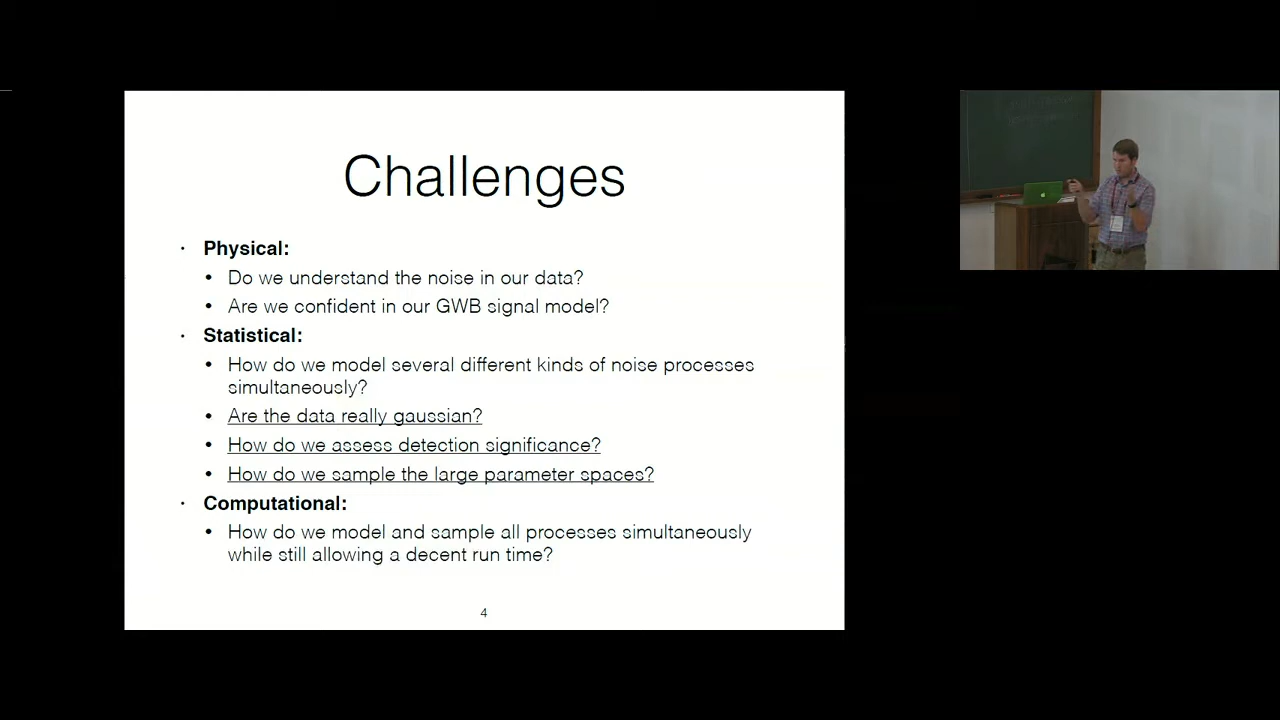 Challenges
· Physical:
• Do we understand the noise in our data?
• Are we confident in our GWB signal model?
· Statistical:
• How do we model several different kinds of noise processes
simultaneously?
• Are the data really gaussian?
• How do we assess detection significance?
• How do we sample the large parameter spaces?
· Computational:
• How do we model and sample all processes simultaneously
while still allowing a decent run time?
4